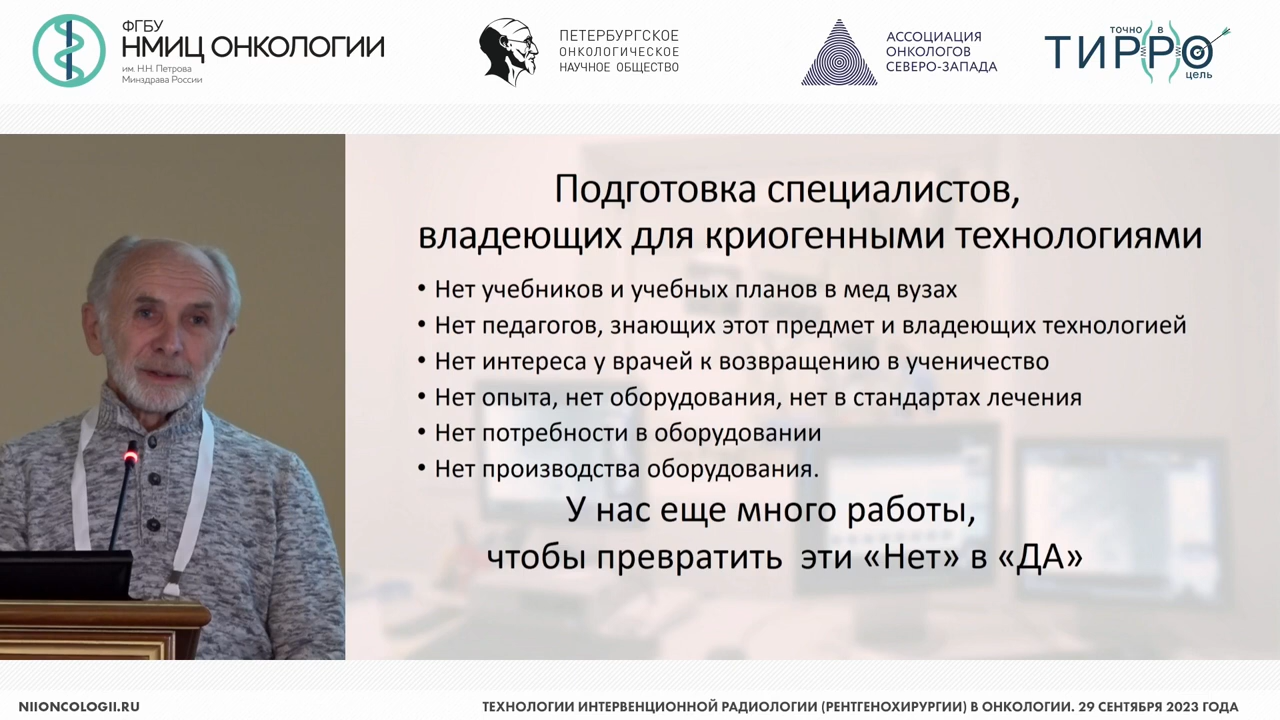 ФГБУ
НМИЦ ОНКОЛОГИИ
им. Н.Н. Петрова
Минздрава России
ПЕТЕРБУРГСКОЕ
ОНКОЛОГИЧЕСКОЕ
НАУЧНОЕ ОБЩЕСТВО
АССОЦИАЦИЯ
ОНКОЛОГОВ
СЕВЕРО-ЗАПАДА
ТОЧНО В
ТИРРО
цель
Подготовка специалистов,
владеющих для криогенными технологиями
• Нет учебников и учебных планов в мед вузах
• Нет педагогов, знающих этот предмет и владеющих технологией
• Нет интереса у врачей к возвращению в ученичество
• Нет опыта, нет оборудования, нет в стандартах лечения
• Нет потребности в оборудовании
• Нет производства оборудования.
У нас еще много работы,
чтобы превратить эти «Нет» в «ДА»
NIIONCOLOGII.RU
ТЕХНОЛОГИИ ИНТЕРВЕНЦИОННОЙ РАДИОЛОГИИ (РЕНТГЕНОХИРУРГИИ) В ОНКОЛОГИИ. 29 СЕНТЯБРЯ 2023 ГОДА